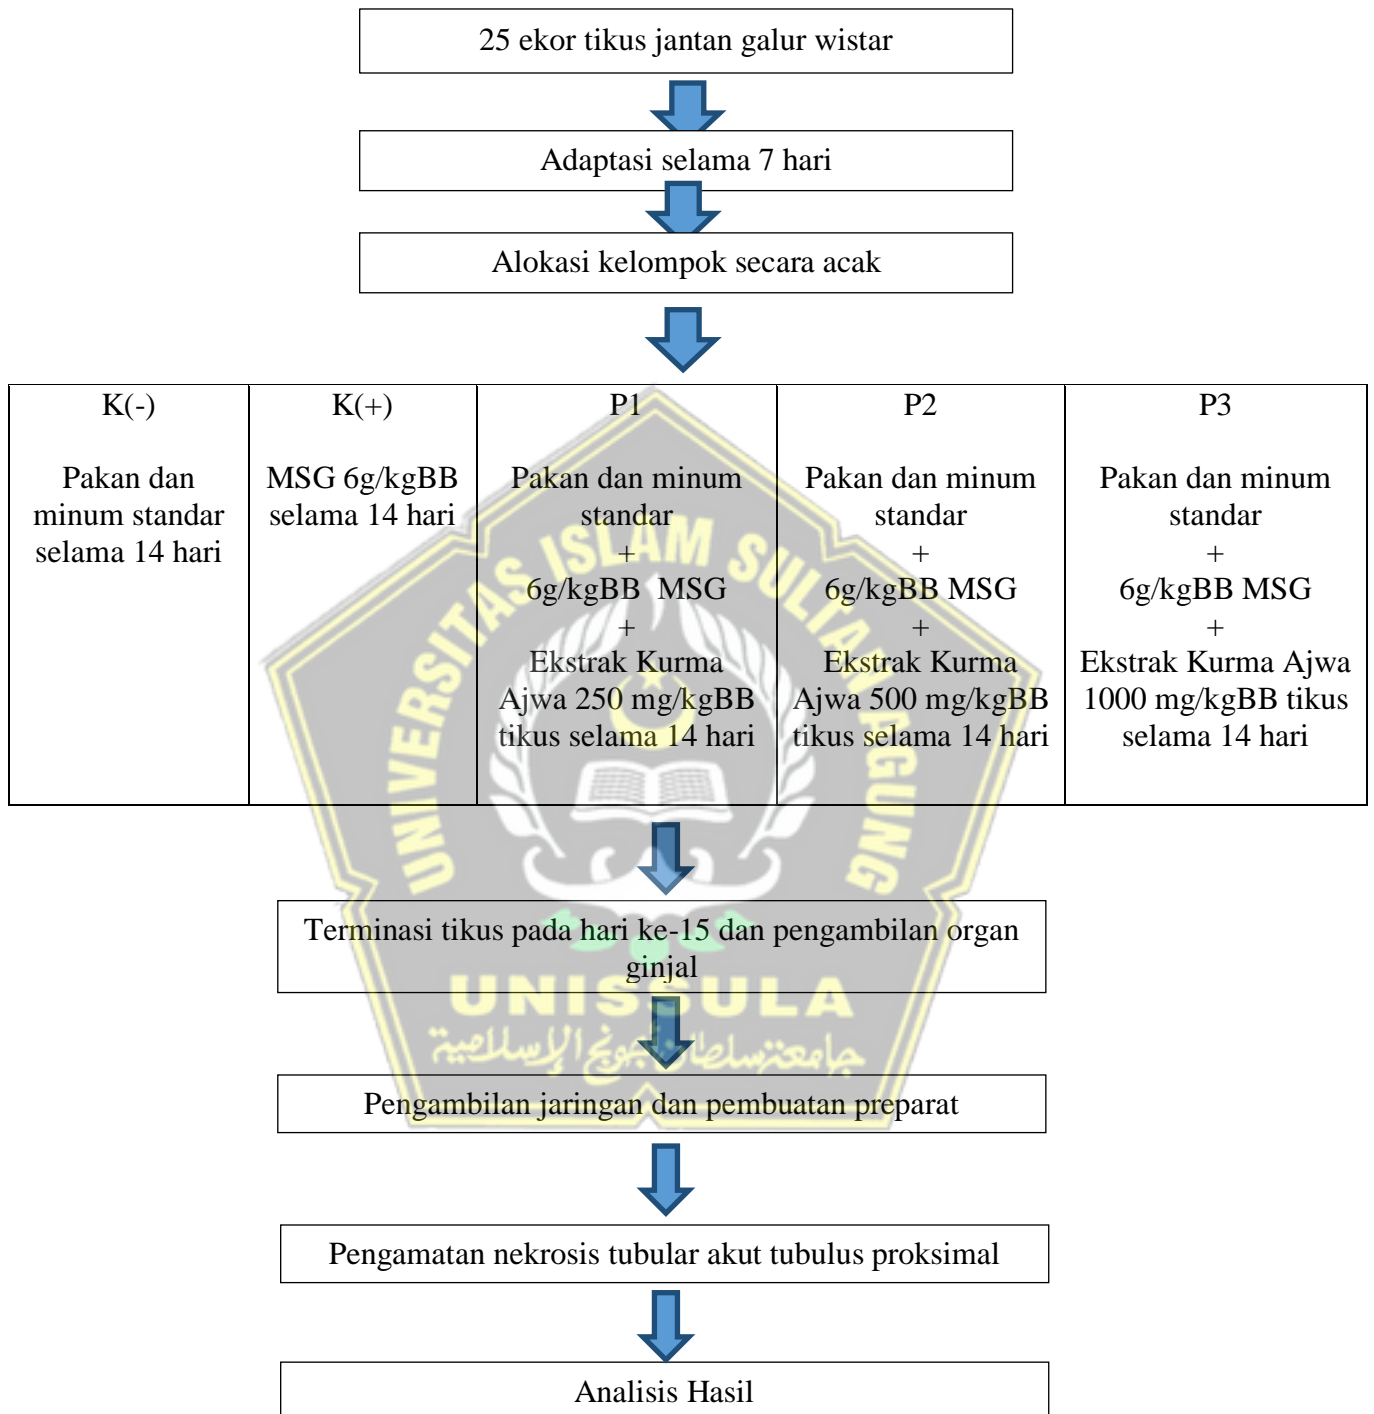 25 ekor tikus jantan galur wistar
Adaptasi selama 7 hari
Alokasi kelompok secara acak
K(-)
Pakan dan
minum standar
selama 14 hari
K(+)
MSG 6g/kgBB
selama 14 hari
P1
Pakan dan minum
standar
+
6g/kgBB MSG
+
Ekstrak Kurma
Ajwa 250 mg/kgBB
tikus selama 14 hari
P2
Pakan dan minum
standar
+
6g/kgBB MSG
+
Ekstrak Kurma
Ajwa 500 mg/kgBB
tikus selama 14 hari
P3
Pakan dan minum
standar
+
6g/kgBB MSG
+
Ekstrak Kurma Ajwa
1000 mg/kgBB tikus
selama 14 hari
UNIVERSITAS ISLAM SULTAN AGUNG
Terminasi tikus pada hari ke-15 dan pengambilan organ
ginjal
UNISSULA
جامعتنسلطان أجونج الإسلامية
Pengambilan jaringan dan pembuatan preparat
Pengamatan nekrosis tubular akut tubulus proksimal
Analisis Hasil